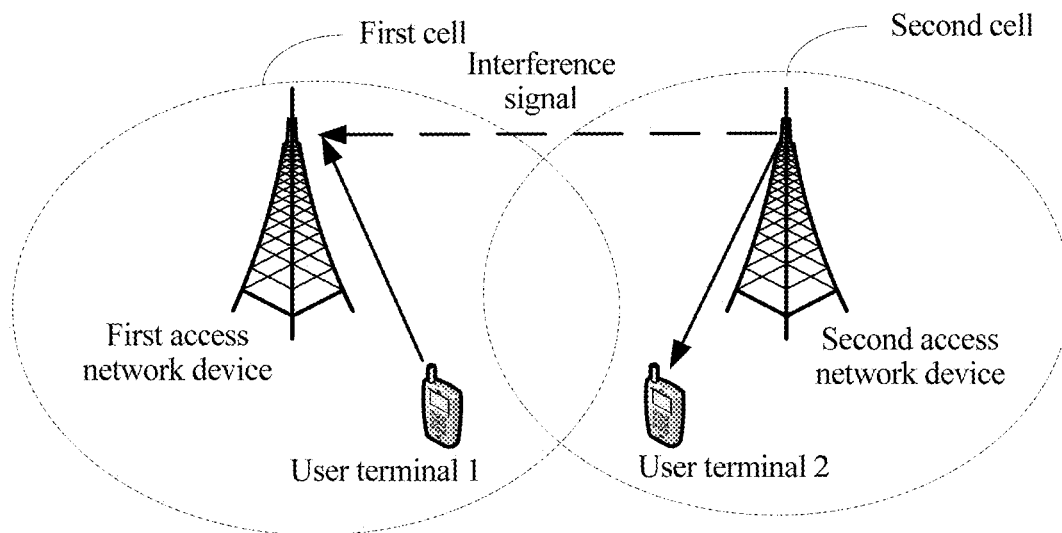 First cell
Second cell
Interference
signal
First access
network device
Second access
network device
User terminal 1
User terminal 2